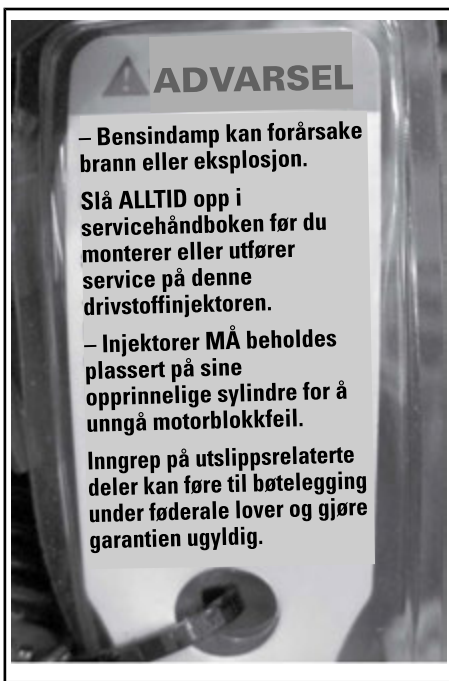 ADVARSEL
– Bensindamp kan forårsake
brann eller eksplosjon.
Slå ALLTID opp i
servicehåndboken før du
monterer eller utfører
service på denne
drivstoffinjektoren.
– Injektorer MÅ beholdes
plassert på sine
opprinnelige sylindre for å
unngå motorblokkfeil.
Inngrep på utslippsrelaterte
deler kan føre til bøtelegging
under føderale lover og gjøre
garantien ugyldig.